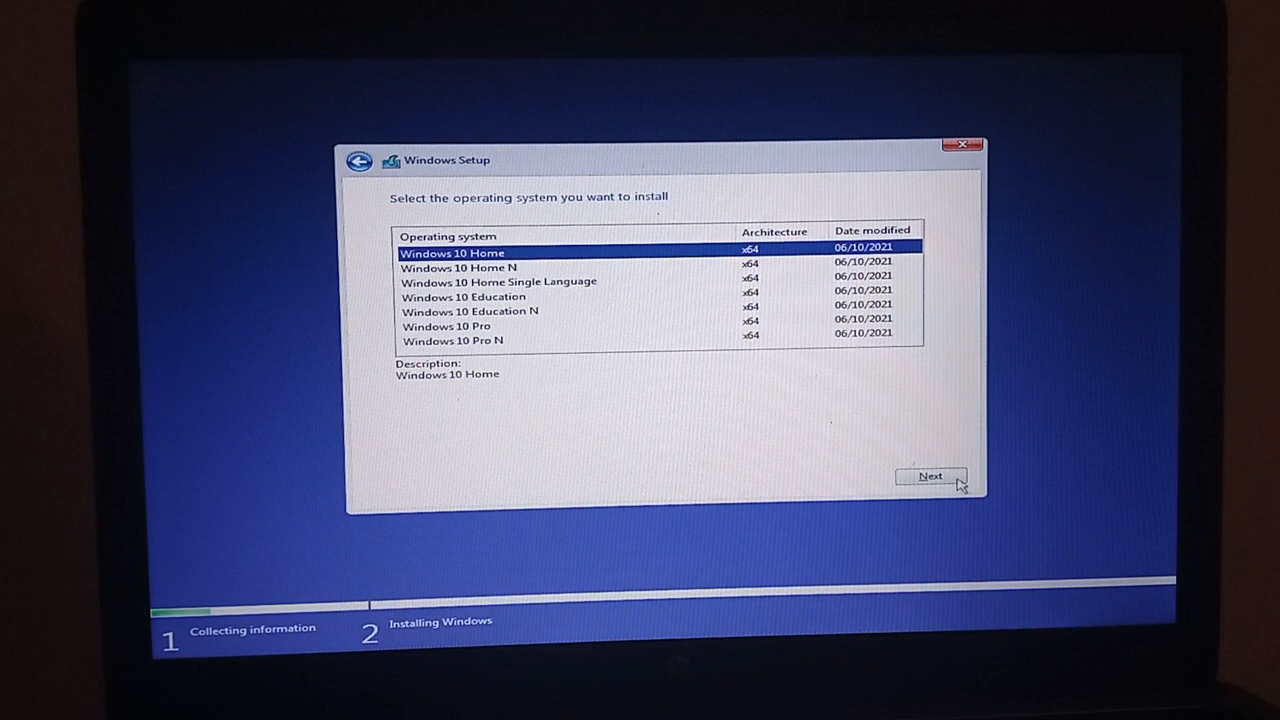 Windows Setup
Select the operating system you want to install
Operating system Architecture Date modified
Windows 10 Home x64 06/10/2021
Windows 10 Home N x64 06/10/2021
Windows 10 Home Single Language x64 06/10/2021
Windows 10 Education x64 06/10/2021
Windows 10 Education N x64 06/10/2021
Windows 10 Pro x64 06/10/2021
Windows 10 Pro N x64 06/10/2021
Description:
Windows 10 Home
Next
1 Collecting information 2 Installing Windows